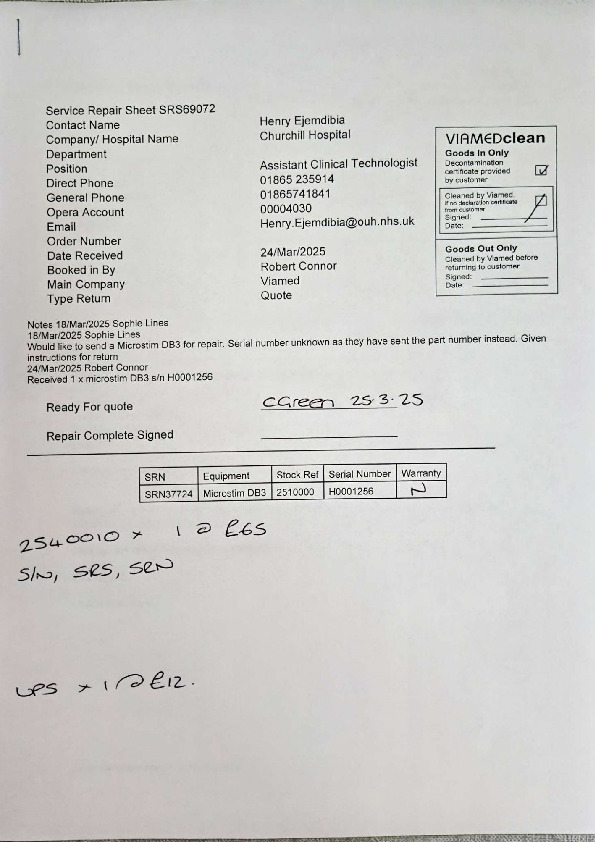 Service Repair Sheet SRS69072
Contact Name Henry Ejemdibia
Company/ Hospital Name Churchill Hospital
Department
Position Assistant Clinical Technologist
Direct Phone 01865 235914
General Phone 01865741841
Opera Account 00004030
Email Henry.Ejemdibia@ouh.nhs.uk
Order Number
Date Received 24/Mar/2025
Booked in By Robert Connor
Main Company Viamed
Type Return Quote
VIAMEDclean
Goods In Only
Decontamination
certificate provided
by customer
Cleaned by Viamed
if no declaration certificate
from customer
Signed:
Date:
Goods Out Only
Cleaned by Viamed before
returning to customer
Signed:
Date:
Notes 18/Mar/2025 Sophie Lines
18/Mar/2025 Sophie Lines
Would like to send a Microstim DB3 for repair. Serial number unknown as they have sent the part number instead. Given
instructions for return
24/Mar/2025 Robert Connor
Received 1 x microstim DB3 s/n H0001256
Ready For quote CGreen 25.3.25
Repair Complete Signed
SRN Equipment Stock Ref Serial Number Warranty
SRN37724 Microstim DB3 2510000 H0001256 N
2540010 x 1 @ £65
S/N, SRS, SRN
UPS x 1 @ £12.